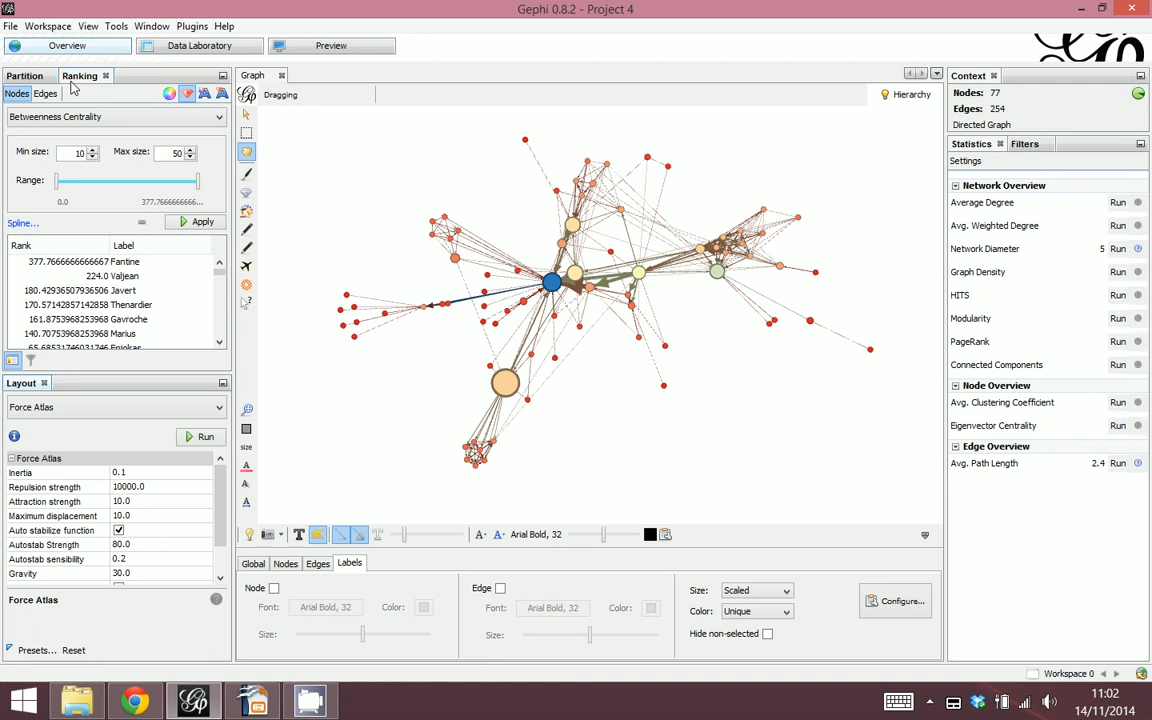 Gephi 0.8.2 - Project 4
File Workspace View Tools Window Plugins Help
Overview Data Laboratory Preview
Partition Ranking
Nodes Edges
Betweenness Centrality
Min size: 10 Max size: 50
Range:
0.0 377.7666666666...
Spline... Apply
Rank Label
377.7666666666667 Fantine
224.0 Valjean
180.42936507936506 Javert
170.57142857142858 Thenardier
161.87539682539​68 Gavroche
140.70753968253968 Marius
65.68531746031746 Enjolras
Layout
Force Atlas
Run
Force Atlas
Inertia 0.1
Repulsion strength 10000.0
Attraction strength 10.0
Maximum displacement 10.0
Auto stabilize function
Autostab Strength 80.0
Autostab sensibility 0.2
Gravity 30.0
Force Atlas
Presets... Reset
Graph
Dragging
Hierarchy
size
A
A
A
T A- A- Arial Bold, 32
Global Nodes Edges Labels
Node Edge Size: Scaled
Font: Arial Bold, 32 Color: Font: Arial Bold, 32 Color: Color: Unique Configure...
Size: Size: Hide non-selected
Context
Nodes: 77
Edges: 254
Directed Graph
Statistics Filters
Settings
Network Overview
Average Degree Run
Avg. Weighted Degree Run
Network Diameter 5 Run
Graph Density Run
HITS Run
Modularity Run
PageRank Run
Connected Components Run
Node Overview
Avg. Clustering Coefficient Run
Eigenvector Centrality Run
Edge Overview
Avg. Path Length 2.4 Run
Workspace 0
11:02
14/11/2014